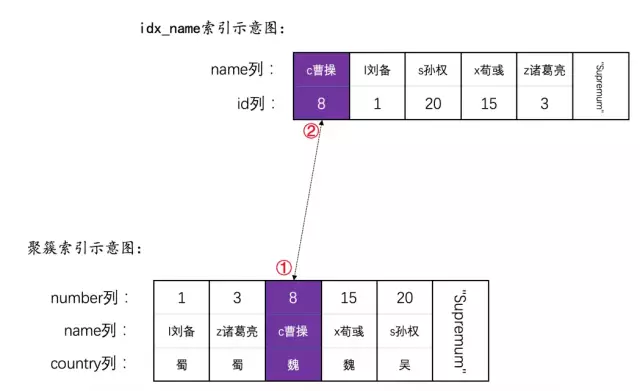 idx_name索引示意图：
name列： c曹操 l刘备 s孙权 x荀彧 z诸葛亮 "Supremum"
id列： 8 1 20 15 3
②
聚簇索引示意图：
①
number列： 1 3 8 15 20 "Supremum"
name列： l刘备 z诸葛亮 c曹操 x荀彧 s孙权
country列： 蜀 蜀 魏 魏 吴